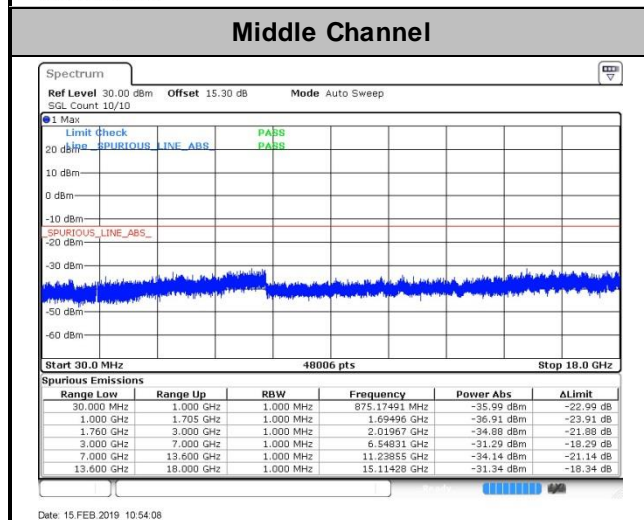 Middle Channel
Spectrum
Ref Level 30.00 dBm Offset 15.30 dB Mode Auto Sweep
SGL Count 10/10
1 Max
Limit Check PASS
Line _SPURIOUS_LINE_ABS_ PASS
20 dBm
10 dBm
0 dBm
-10 dBm
_SPURIOUS_LINE_ABS_
-20 dBm
-30 dBm
-50 dBm
-60 dBm
Start 30.0 MHz 48006 pts Stop 18.0 GHz
Spurious Emissions
Range Low Range Up RBW Frequency Power Abs ΔLimit
30.000 MHz 1.000 GHz 1.000 MHz 875.17491 MHz -35.99 dBm -22.99 dB
1.000 GHz 1.705 GHz 1.000 MHz 1.69496 GHz -36.91 dBm -23.91 dB
1.760 GHz 3.000 GHz 1.000 MHz 2.01967 GHz -34.88 dBm -21.88 dB
3.000 GHz 7.000 GHz 1.000 MHz 6.54831 GHz -31.29 dBm -18.29 dB
7.000 GHz 13.600 GHz 1.000 MHz 11.23855 GHz -34.14 dBm -21.14 dB
13.600 GHz 18.000 GHz 1.000 MHz 15.11428 GHz -31.34 dBm -18.34 dB
Date: 15.FEB.2019 10:54:08